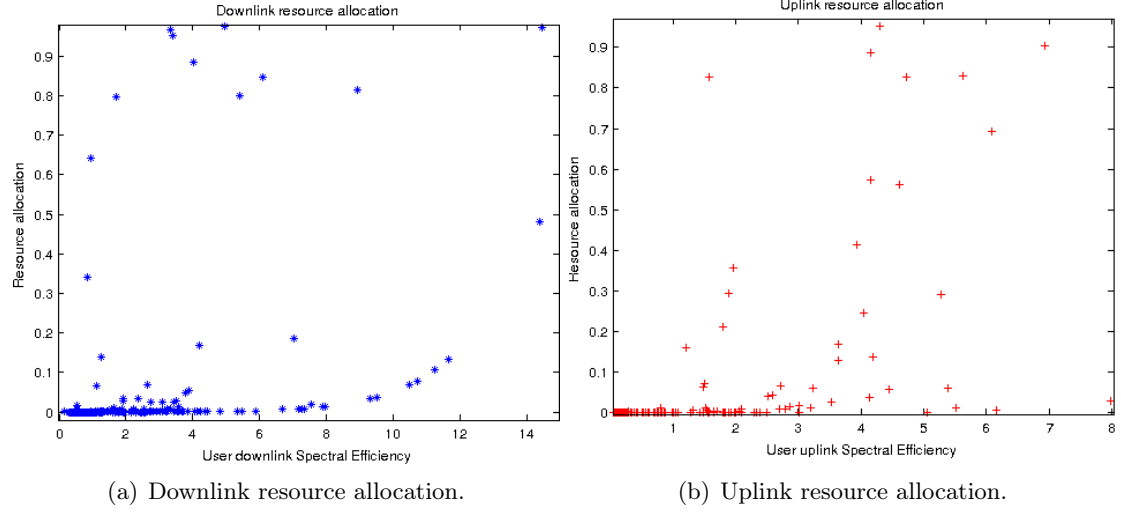 Downlink resource allocation
Resource allocation
0.9
0.8
0.7
0.6
0.5
0.4
0.3
0.2
0.1
0
0 2 4 6 8 10 12 14
User downlink Spectral Efficiency
(a) Downlink resource allocation.
Uplink resource allocation
Resource allocation
0.9
0.8
0.7
0.6
0.5
0.4
0.3
0.2
0.1
0
1 2 3 4 5 6 7 8
User uplink Spectral Efficiency
(b) Uplink resource allocation.